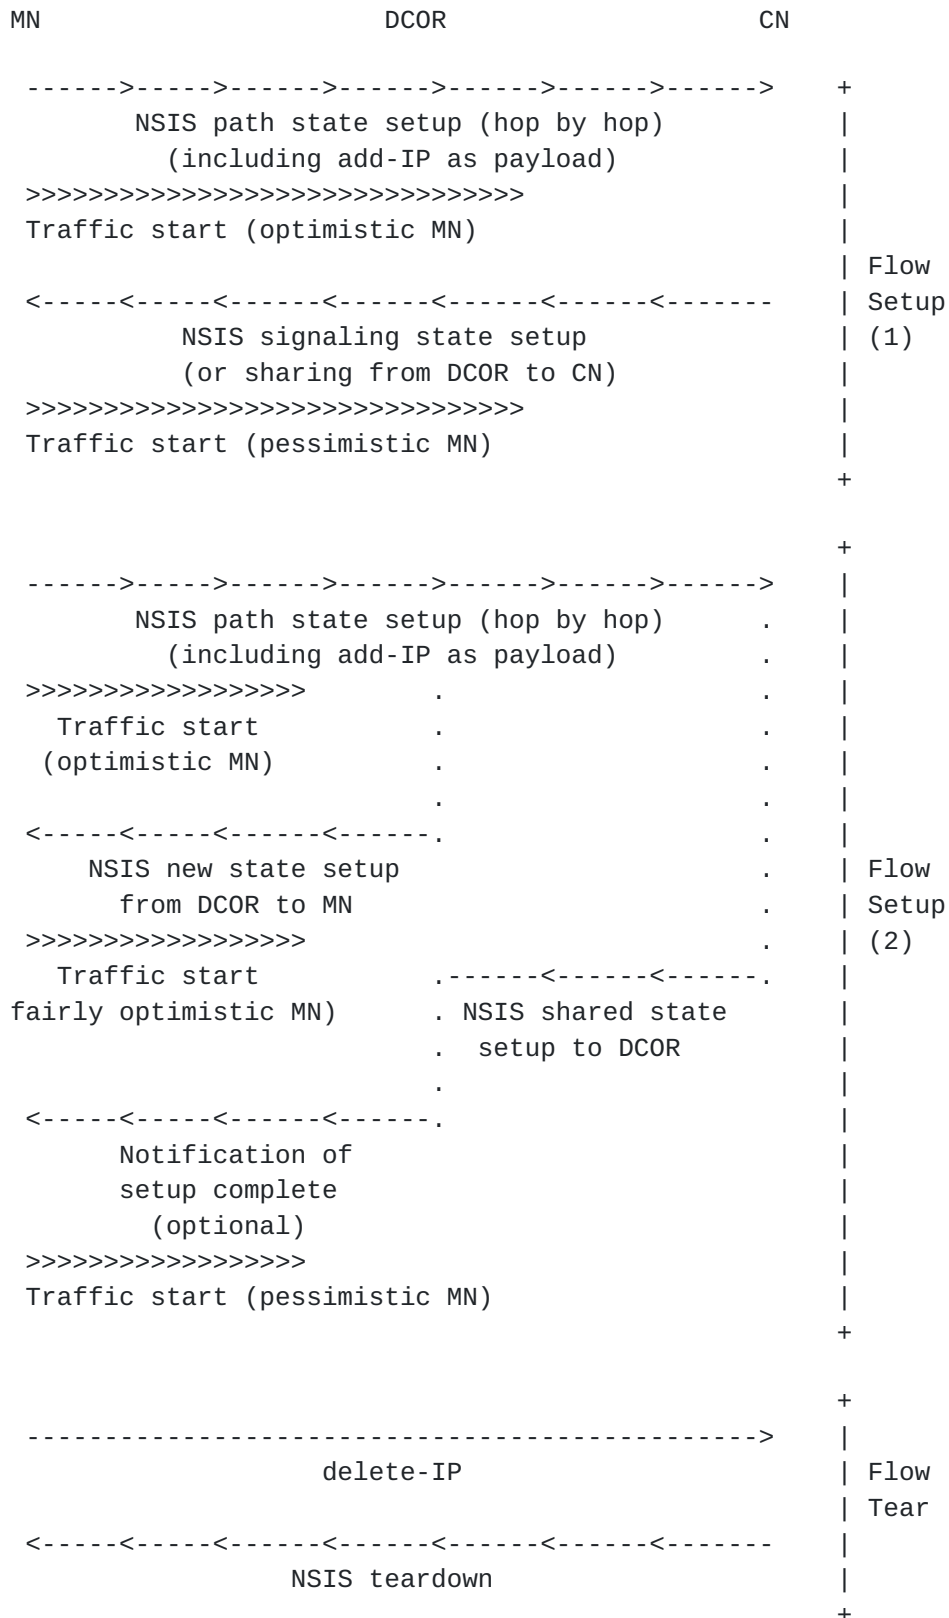 MN                      DCOR                    CN

 ------>----->------>------>------>------>------>    +
        NSIS path state setup (hop by hop)           |
          (including add-IP as payload)              |
 >>>>>>>>>>>>>>>>>>>>>>>>>>>>>>>>                    |
 Traffic start (optimistic MN)                       |
                                                     | Flow
 <-----<-----<------<------<------<------<-------    | Setup
           NSIS signaling state setup                | (1)
           (or sharing from DCOR to CN)              |
 >>>>>>>>>>>>>>>>>>>>>>>>>>>>>>>>                    |
 Traffic start (pessimistic MN)                      |
                                                     +

                                                     +
 ------>----->------>------>------>------>------>    |
        NSIS path state setup (hop by hop)      .    |
          (including add-IP as payload)         .    |
 >>>>>>>>>>>>>>>>>>        .                    .    |
   Traffic start           .                    .    |
  (optimistic MN)          .                    .    |
                           .                    .    |
 <-----<-----<------<------.                    .    |
     NSIS new state setup                       .    | Flow
       from DCOR to MN                          .    | Setup
 >>>>>>>>>>>>>>>>>>                             .    | (2)
   Traffic start           .------<------<------.    |
fairly optimistic MN)      . NSIS shared state       |
                           .  setup to DCOR          |
                           .                         |
 <-----<-----<------<------.                         |
       Notification of                               |
       setup complete                                |
         (optional)                                  |
 >>>>>>>>>>>>>>>>>>                                  |
 Traffic start (pessimistic MN)                      |
                                                     +

                                                     +
 ----------------------------------------------->    |
                    delete-IP                        | Flow
                                                     | Tear
 <-----<-----<------<------<------<------<-------    |
                  NSIS teardown                      |
                                                     +